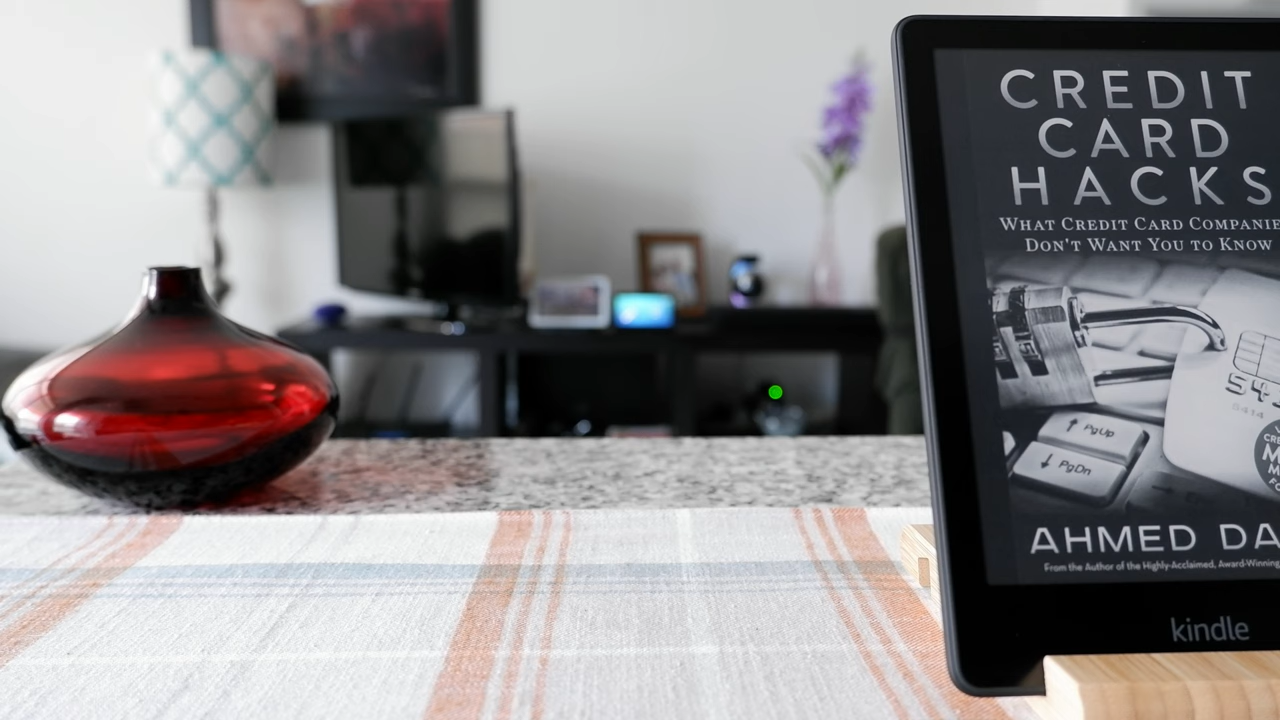 CREDIT
CARD
HACKS
WHAT CREDIT CARD COMPANIE
DON'T WANT YOU TO KNOW
PgUp
PgDn
AHMED DA
From the Author of the Highly-Acclaimed, Award-Winning
kindle